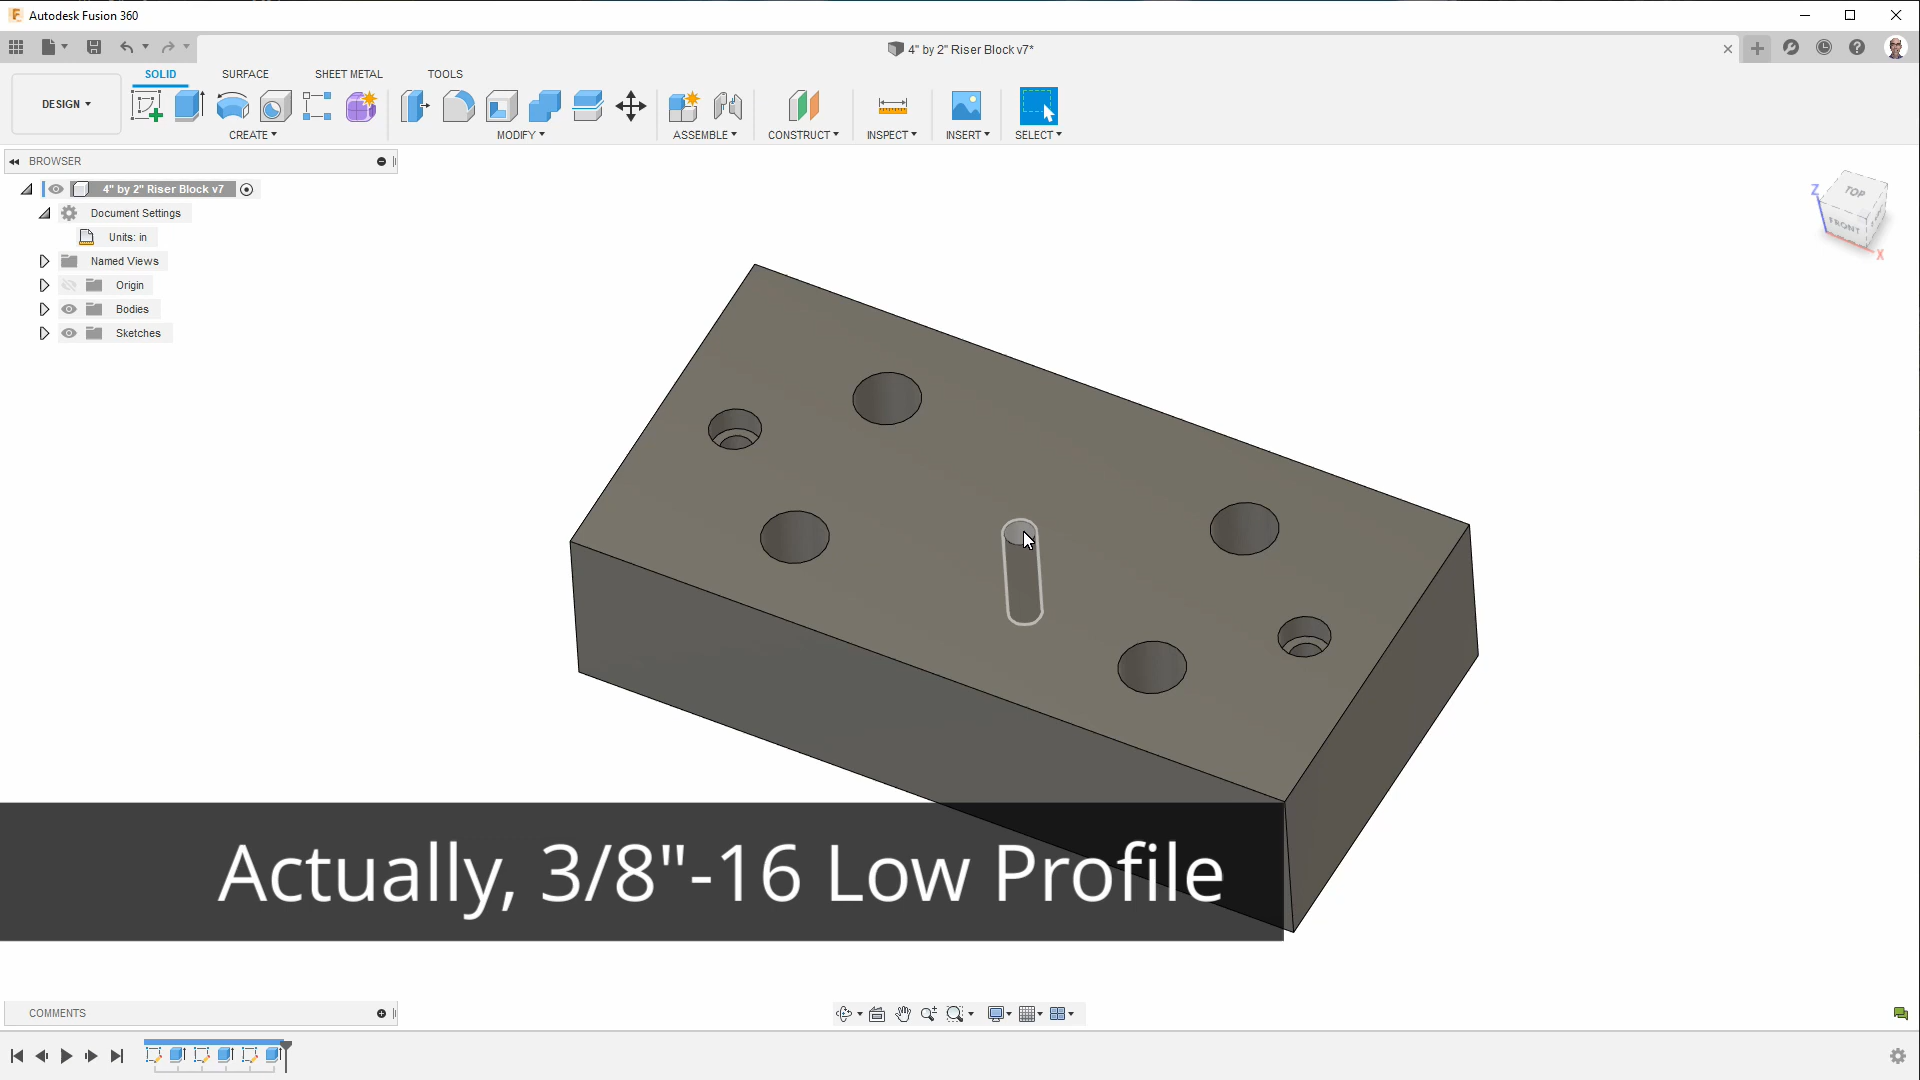 Autodesk Fusion 360
4" by 2" Riser Block v7*
SOLID SURFACE SHEET METAL TOOLS
DESIGN
CREATE MODIFY ASSEMBLE CONSTRUCT INSPECT INSERT SELECT
BROWSER
4" by 2" Riser Block v7
Document Settings
Units: in
Named Views
Origin
Bodies
Sketches
TOP
FRONT
Z
X
Actually, 3/8"-16 Low Profile
COMMENTS